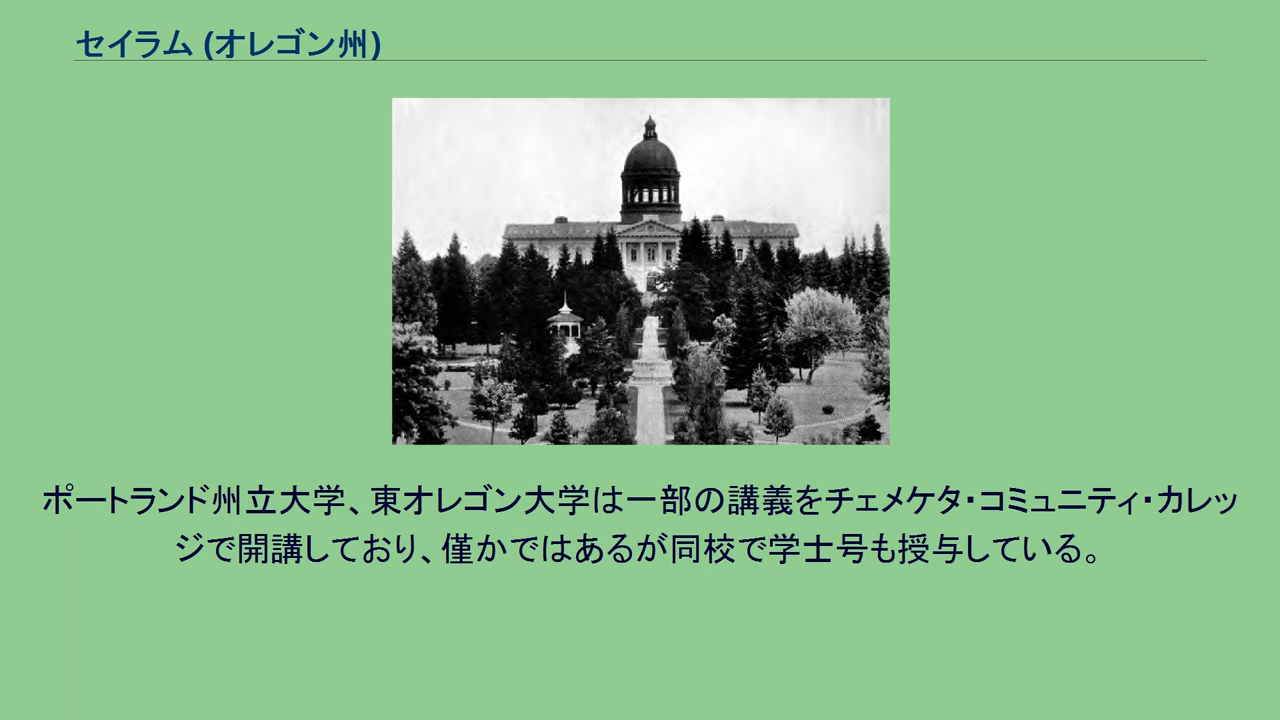 セイラム (オレゴン州)
ポートランド州立大学、東オレゴン大学は一部の講義をチェメケタ・コミュニティ・カレッ
ジで開講しており、僅かではあるが同校で学士号も授与している。